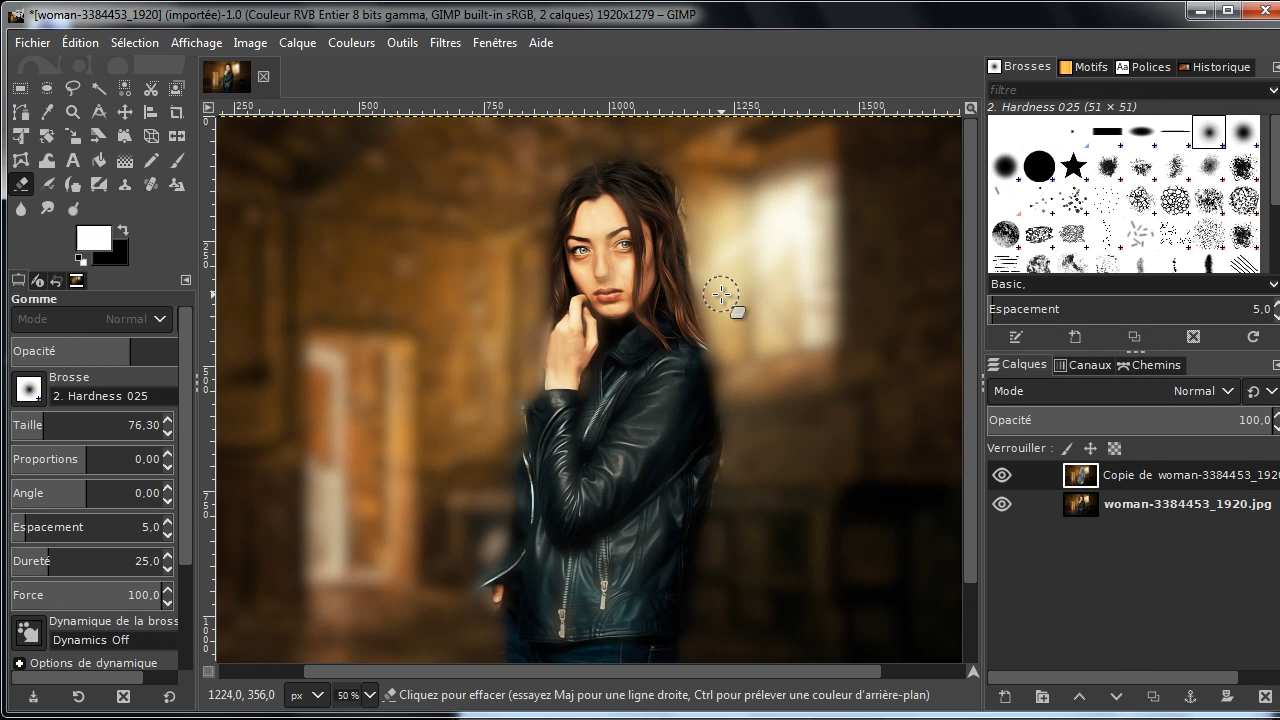 *[woman-3384453_1920] (importée)-1.0 (Couleur RVB Entier 8 bits gamma, GIMP built-in sRGB, 2 calques) 1920x1279 – GIMP
Fichier Édition Sélection Affichage Image Calque Couleurs Outils Filtres Fenêtres Aide
Brosses Motifs Aa Polices Historique
filtre
2. Hardness 025 (51 × 51)
250 500 750 1000 1250 1500
0
250
500
750
1000
Gomme
Mode Normal
Opacité
Brosse
2. Hardness 025
Taille 76,30
Proportions 0,00
Angle 0,00
Espacement 5,0
Dureté 25,0
Force 100,0
Dynamique de la bross
Dynamics Off
Options de dynamique
Basic,
Espacement 5,0
Calques Canaux Chemins
Mode Normal
Opacité 100,0
Verrouiller :
Copie de woman-3384453_1920
woman-3384453_1920.jpg
1224,0, 356,0 px 50 % Cliquez pour effacer (essayez Maj pour une ligne droite, Ctrl pour prélever une couleur d'arrière-plan)